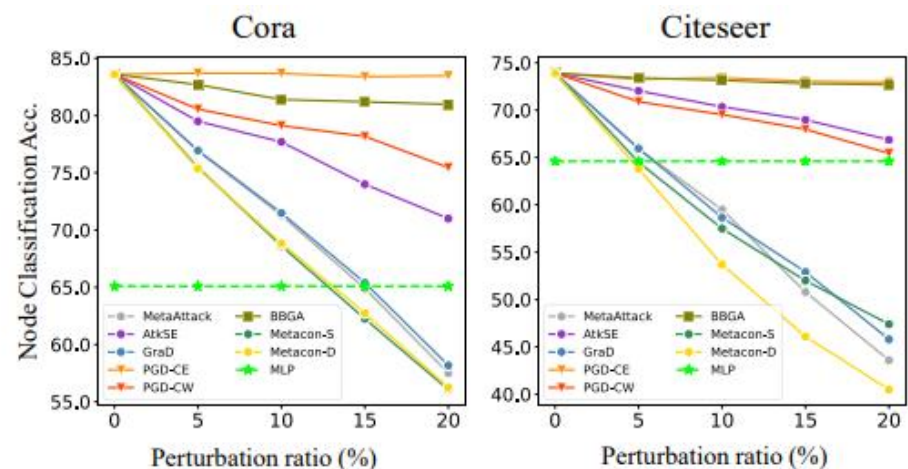 Cora
Citeseer
Node Classification Acc.
85.0
80.0
75.0
70.0
65.0
60.0
55.0
MetaAttack
AtkSE
GraD
PGD-CE
PGD-CW
BBGA
Metacon-S
Metacon-D
MLP
0 5 10 15 20
Perturbation ratio (%)
75.0
70.0
65.0
60.0
55.0
50.0
45.0
40.0
MetaAttack
AtkSE
GraD
PGD-CE
PGD-CW
BBGA
Metacon-S
Metacon-D
MLP
0 5 10 15 20
Perturbation ratio (%)